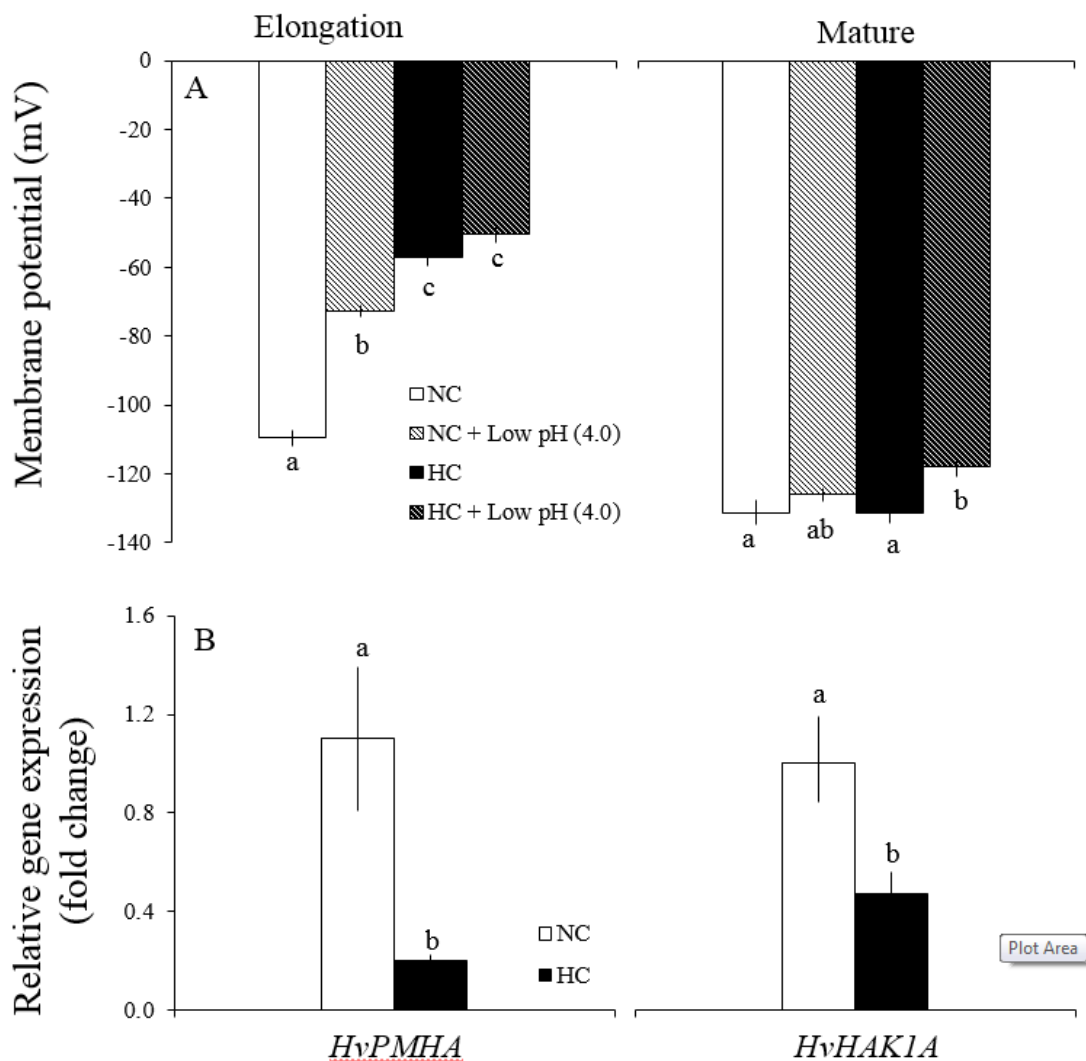 Elongation
Mature
A
Membrane potential (mV)
0
-20
-40
-60
-80
-100
-120
-140
a
b
c
c
a
ab
a
b
NC
NC + Low pH (4.0)
HC
HC + Low pH (4.0)
B
Relative gene expression
(fold change)
1.6
1.2
0.8
0.4
0.0
a
b
a
b
NC
HC
Plot Area
HvPMHA
HvHAK1A